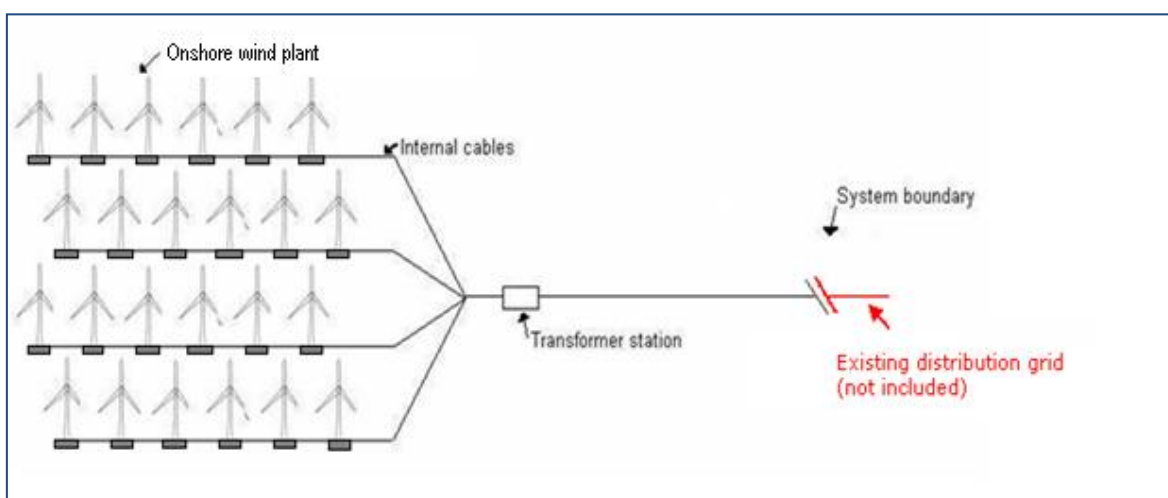 Onshore wind plant
Internal cables
System boundary
Transformer station
Existing distribution grid
(not included)